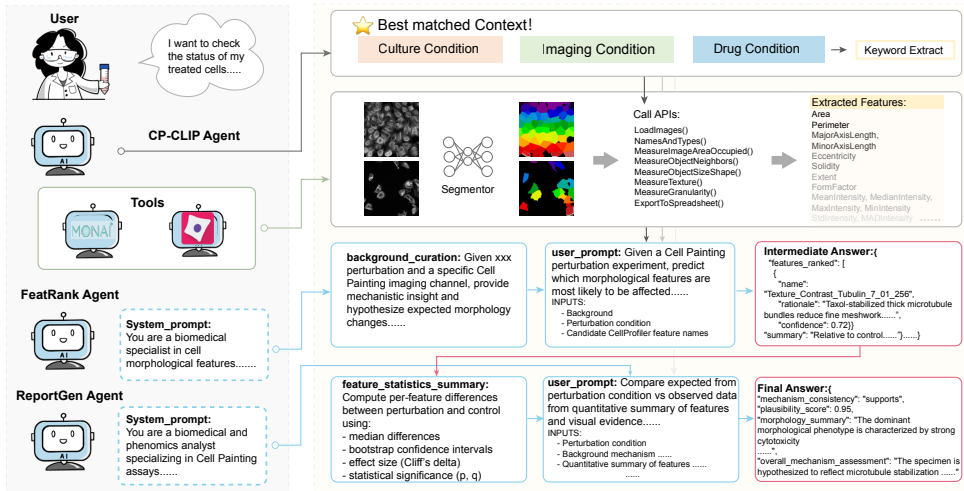 User
I want to check
the status of my
treated cells.....
AI
CP-CLIP Agent
Tools
MONAI
FeatRank Agent
AI
System_prompt:
You are a biomedical
specialist in cell
morphological features.......
ReportGen Agent
AI
System_prompt:
You are a biomedical and
phenomics analyst
specializing in Cell Painting
assays......
Best matched Context!
Culture Condition
Imaging Condition
Drug Condition
Keyword Extract
Segmentor
Call APIs:
LoadImages()
NamesAndTypes()
MeasureImageAreaOccupied()
MeasureObjectNeighbors()
MeasureObjectSizeShape()
MeasureTexture()
MeasureGranularity()
ExportToSpreadsheet()
Extracted Features:
Area
Perimeter
MajorAxisLength,
MinorAxisLength
Eccentricity
Solidity
Extent
FormFactor
MeanIntensity, MedianIntensity,
MaxIntensity, MinIntensity
StdIntensity, MADIntensity ......
background_curation: Given xxx
perturbation and a specific Cell
Painting imaging channel, provide
mechanistic insight and
hypothesize expected morphology
changes......
user_prompt: Given a Cell Painting
perturbation experiment, predict
which morphological features are
most likely to be affected......
INPUTS:
- Background
- Perturbation condition
- Candidate CellProfiler feature names
Intermediate Answer:{
"features_ranked": [
{
"name":
"Texture_Contrast_Tubulin_7_01_256",
"rationale": "Taxol-stabilized thick microtubule
bundles reduce fine meshwork......",
"confidence": 0.72}}
"summary": "Relative to control......"}......}
feature_statistics_summary:
Compute per-feature differences
between perturbation and control
using:
- median differences
- bootstrap confidence intervals
- effect size (Cliff's delta)
- statistical significance (p, q)
user_prompt: Compare expected from
perturbation condition vs observed data
from quantitative summary of features
and visual evidence......
INPUTS:
- Perturbation condition
- Background mechanism ......
- Quantitative summary of features ......
......
Final Answer:{
"mechanism_consistency": "supports",
"plausibility_score": 0.95,
"morphology_summary": "The dominant
morphological phenotype is characterized by strong
cytotoxicity
......",
"overall_mechanism_assessment": "The specimen is
hypothesized to reflect microtubule stabilization ......"}